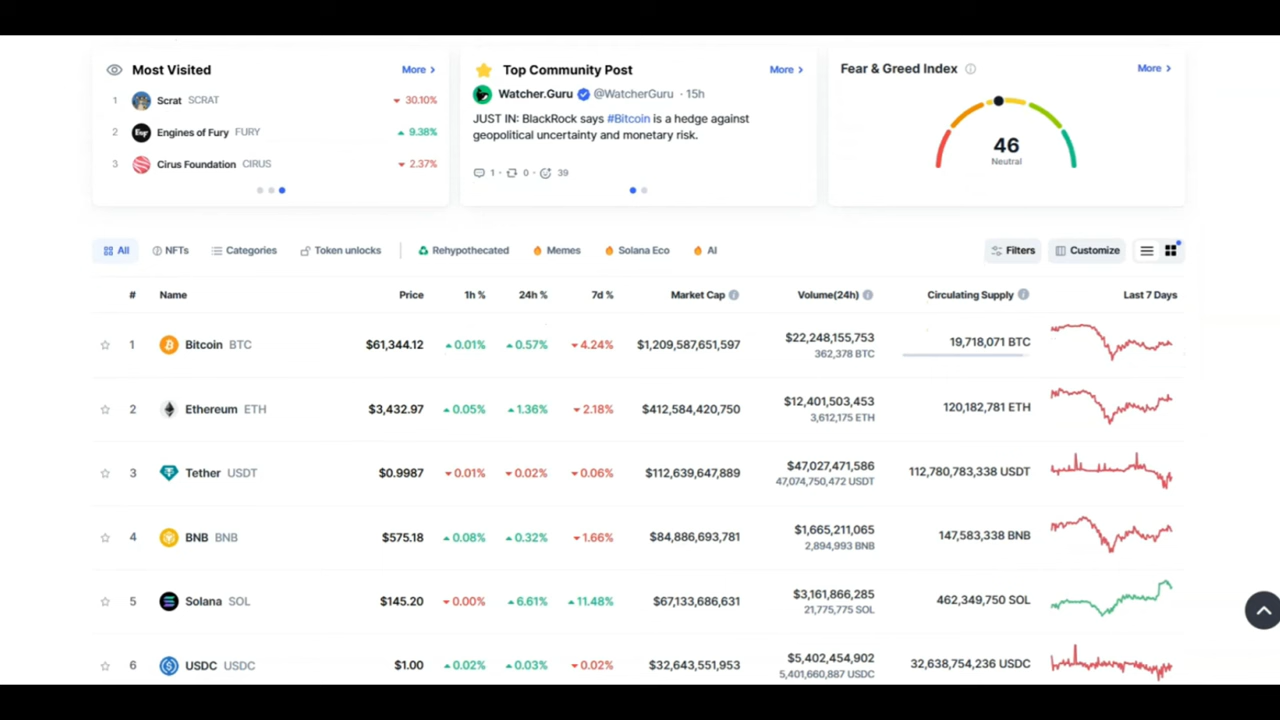 Most Visited
More >
1 Scrat SCRAT 30.10%
2 Engines of Fury FURY 9.38%
3 Cirus Foundation CIRUS 2.37%
Top Community Post
More >
Watcher.Guru @WatcherGuru · 15h
JUST IN: BlackRock says #Bitcoin is a hedge against
geopolitical uncertainty and monetary risk.
1 · 0 · 39
Fear & Greed Index
More >
46
Neutral
All NFTs Categories Token unlocks Rehypothecated Memes Solana Eco AI Filters Customize
# Name Price 1h % 24h % 7d % Market Cap Volume(24h) Circulating Supply Last 7 Days
1 Bitcoin BTC $61,344.12 0.01% 0.57% 4.24% $1,209,587,651,597 $22,248,155,753 19,718,071 BTC
362,378 BTC
2 Ethereum ETH $3,432.97 0.05% 1.36% 2.18% $412,584,420,750 $12,401,503,453 120,182,781 ETH
3,612,175 ETH
3 Tether USDT $0.9987 0.01% 0.02% 0.06% $112,639,647,889 $47,027,471,586 112,780,783,338 USDT
47,074,750,472 USDT
4 BNB BNB $575.18 0.08% 0.32% 1.66% $84,886,693,781 $1,665,211,065 147,583,338 BNB
2,894,993 BNB
5 Solana SOL $145.20 0.00% 6.61% 11.48% $67,133,686,631 $3,161,866,285 462,349,750 SOL
21,775,775 SOL
6 USDC USDC $1.00 0.02% 0.03% 0.02% $32,643,551,953 $5,402,454,902 32,638,754,236 USDC
5,401,660,887 USDC